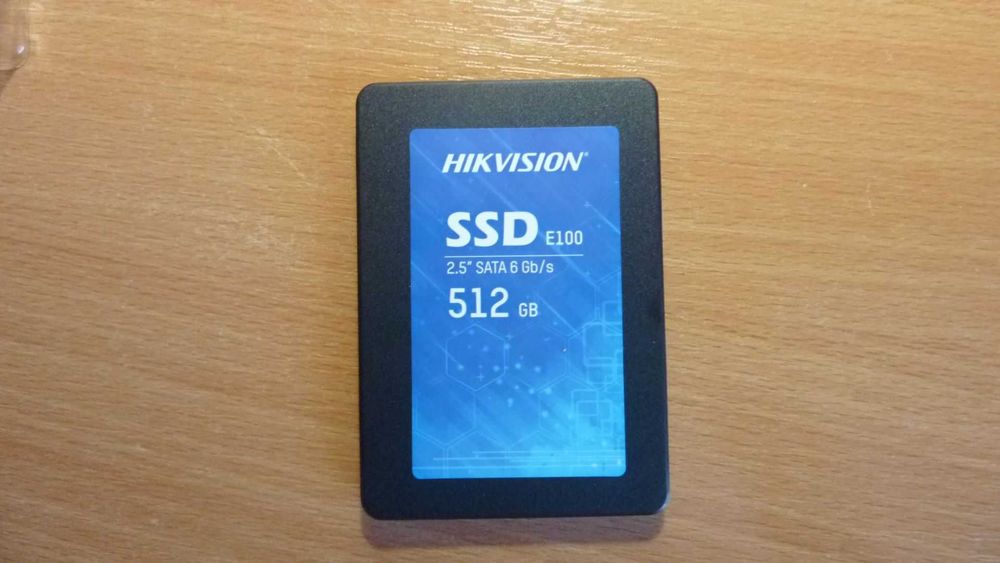 HIKVISION®
SSD E100
2.5" SATA 6 Gb/s
512 GB